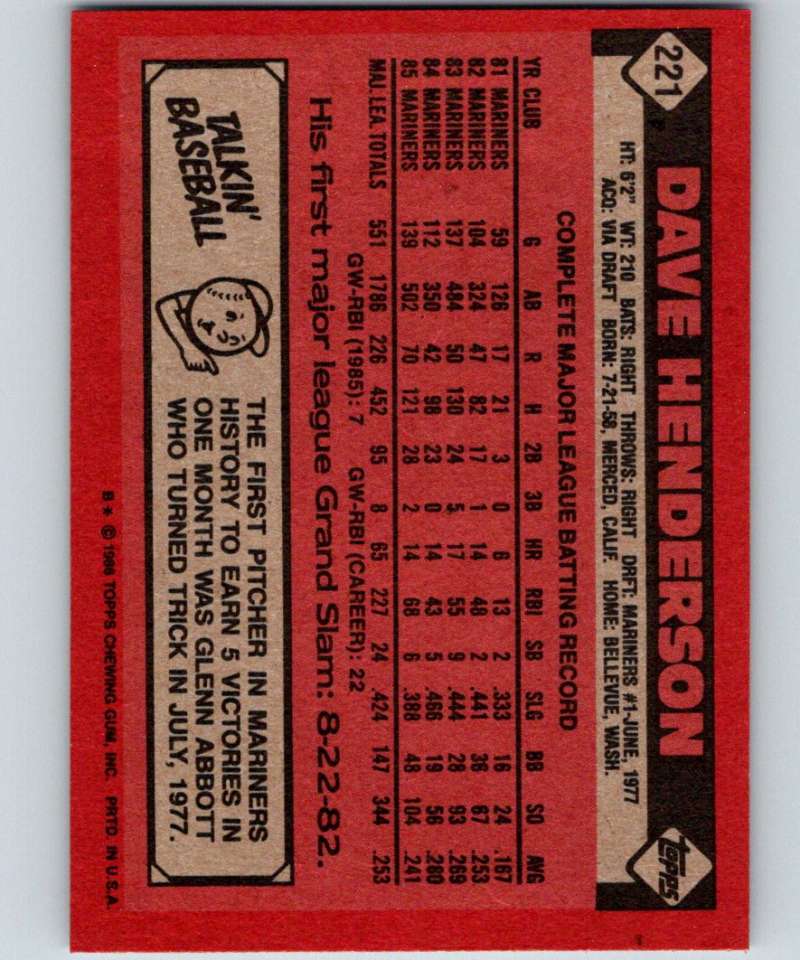 221
DAVE HENDERSON
topps
HT: 6'2" WT: 210 BATS: RIGHT THROWS: RIGHT DRFT: MARINERS #1-JUNE, 1977
ACQ: VIA DRAFT BORN: 7-21-58, MERCED, CALIF. HOME: BELLEVUE, WASH.
COMPLETE MAJOR LEAGUE BATTING RECORD
YR CLUB G AB R H 2B 3B HR RBI SB SLG BB SO AVG
81 MARINERS 59 126 17 21 3 0 6 13 2 .333 16 24 .167
82 MARINERS 104 324 47 82 17 1 14 48 2 .441 36 67 .253
83 MARINERS 137 484 50 130 24 5 17 55 9 .444 28 93 .269
84 MARINERS 112 350 42 98 23 0 14 43 5 .466 19 56 .280
85 MARINERS 139 502 70 121 28 2 14 68 6 .388 48 104 .241
MAJ. LEA. TOTALS 551 1786 226 452 95 8 65 227 24 .424 147 344 .253
GW-RBI (1985): 7 GW-RBI (CAREER): 22
His first major league Grand Slam: 8-22-82.
TALKIN'
BASEBALL
THE FIRST PITCHER IN MARINERS
HISTORY TO EARN 5 VICTORIES IN
ONE MONTH WAS GLENN ABBOTT
WHO TURNED TRICK IN JULY, 1977.
B* © 1986 TOPPS CHEWING GUM, INC. PRTD. IN U.S.A.